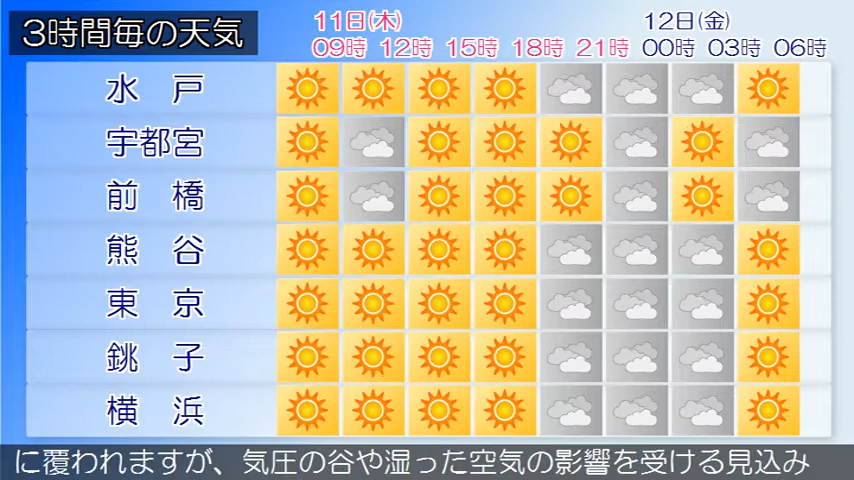 3時間毎の天気
11日(木) 12日(金)
09時 12時 15時 18時 21時 00時 03時 06時
水戸
宇都宮
前橋
熊谷
東京
銚子
横浜
に覆われますが、気圧の谷や湿った空気の影響を受ける見込み